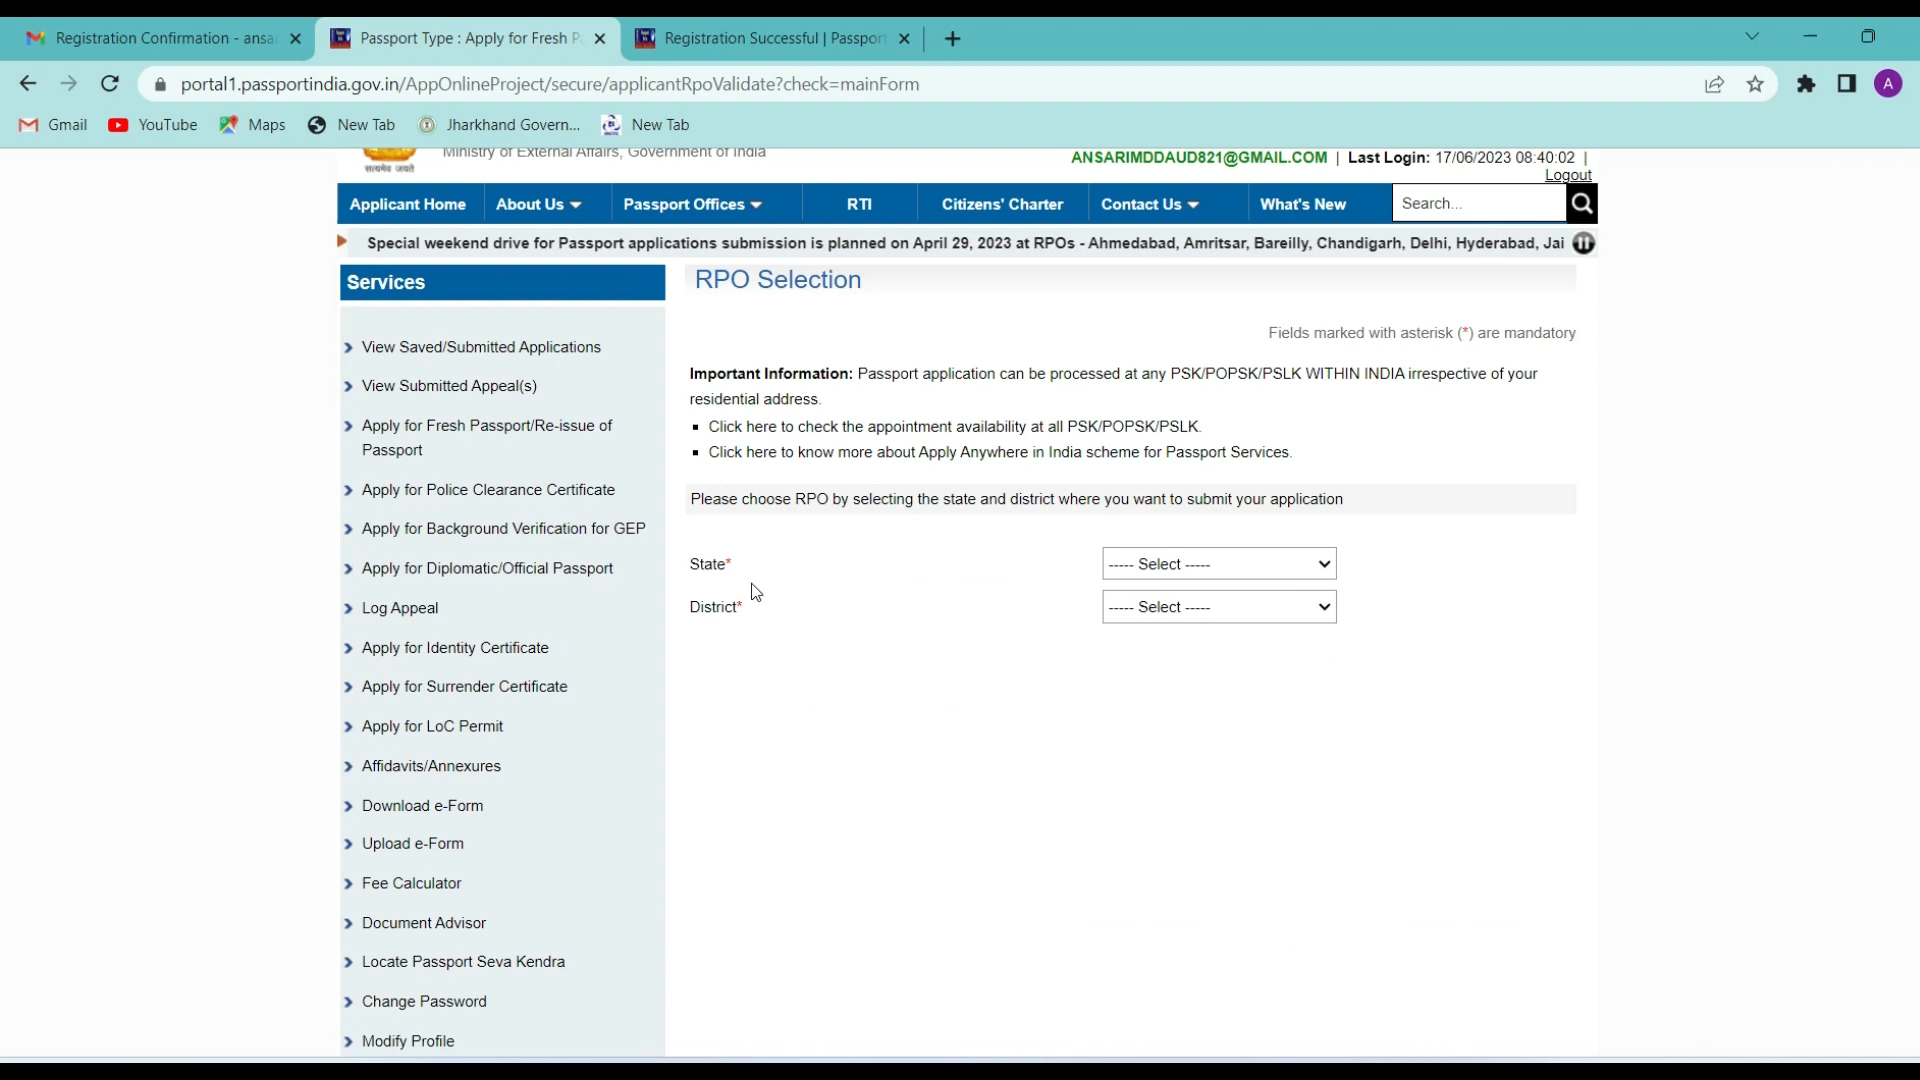 Registration Confirmation - ansa
Passport Type : Apply for Fresh P
Registration Successful | Passport
portal1.passportindia.gov.in/AppOnlineProject/secure/applicantRpoValidate?check=mainForm
A
Gmail
YouTube
Maps
New Tab
Jharkhand Govern...
New Tab
सत्यमेव जयते
Ministry of External Affairs, Government of India
ANSARIMDDAUD821@GMAIL.COM | Last Login: 17/06/2023 08:40:02 |
Logout
Applicant Home
About Us
Passport Offices
RTI
Citizens' Charter
Contact Us
What's New
Search...
Special weekend drive for Passport applications submission is planned on April 29, 2023 at RPOs - Ahmedabad, Amritsar, Bareilly, Chandigarh, Delhi, Hyderabad, Jai
Services
View Saved/Submitted Applications
View Submitted Appeal(s)
Apply for Fresh Passport/Re-issue of
Passport
Apply for Police Clearance Certificate
Apply for Background Verification for GEP
Apply for Diplomatic/Official Passport
Log Appeal
Apply for Identity Certificate
Apply for Surrender Certificate
Apply for LoC Permit
Affidavits/Annexures
Download e-Form
Upload e-Form
Fee Calculator
Document Advisor
Locate Passport Seva Kendra
Change Password
Modify Profile
RPO Selection
Fields marked with asterisk (*) are mandatory
Important Information: Passport application can be processed at any PSK/POPSK/PSLK WITHIN INDIA irrespective of your
residential address.
Click here to check the appointment availability at all PSK/POPSK/PSLK.
Click here to know more about Apply Anywhere in India scheme for Passport Services.
Please choose RPO by selecting the state and district where you want to submit your application
State*
----- Select -----
District*
----- Select -----